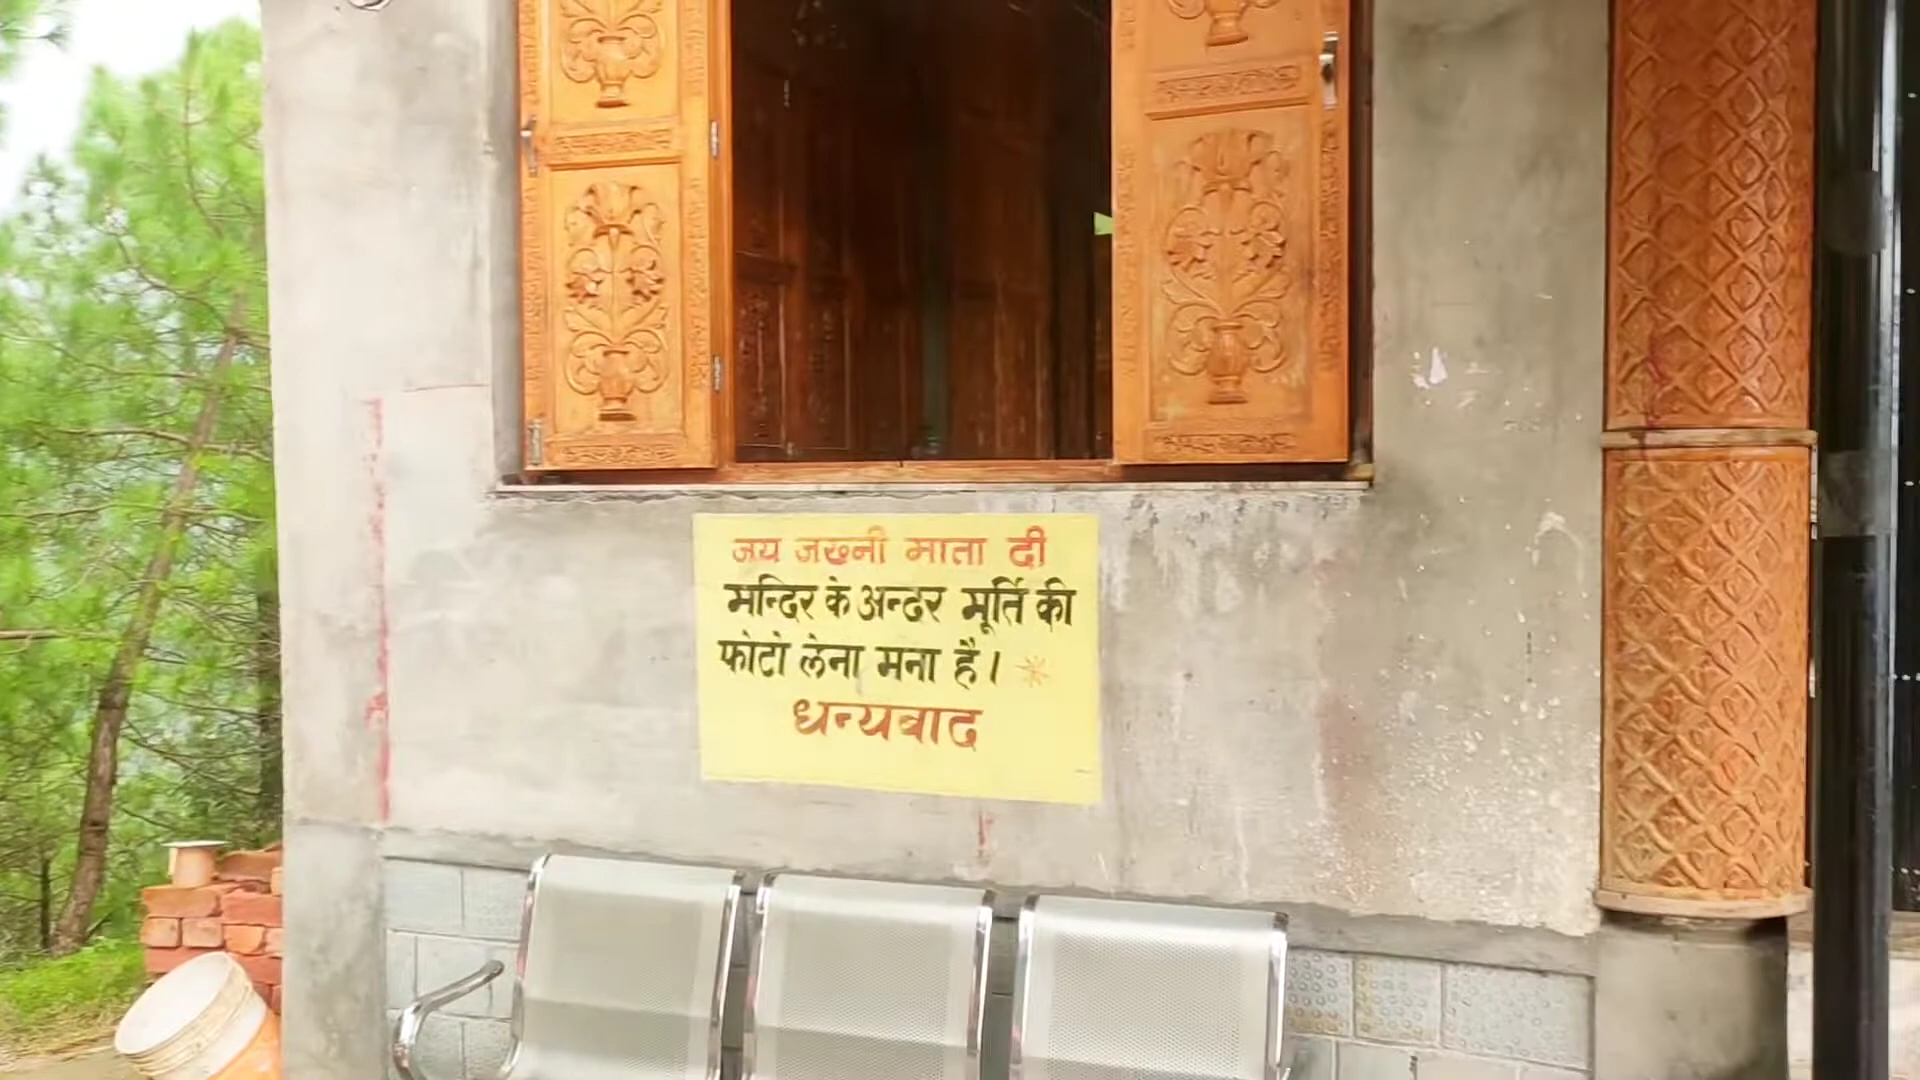 जय जखनी माता दी
मन्दिर के अन्दर मूर्ति की
फोटो लेना मना है।
धन्यवाद